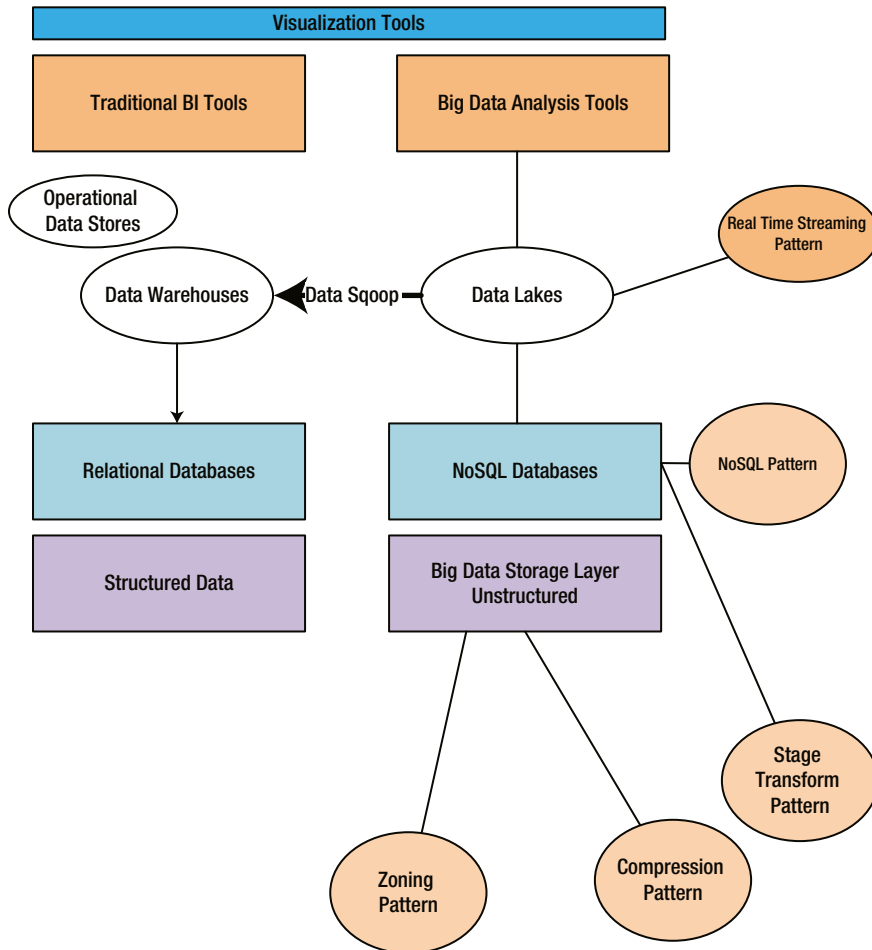 Visualization Tools
Traditional BI Tools
Big Data Analysis Tools
Operational
Data Stores
Real Time Streaming
Pattern
Data Warehouses
Data Sqoop
Data Lakes
Relational Databases
NoSQL Databases
NoSQL Pattern
Structured Data
Big Data Storage Layer
Unstructured
Stage
Transform
Pattern
Zoning
Pattern
Compression
Pattern